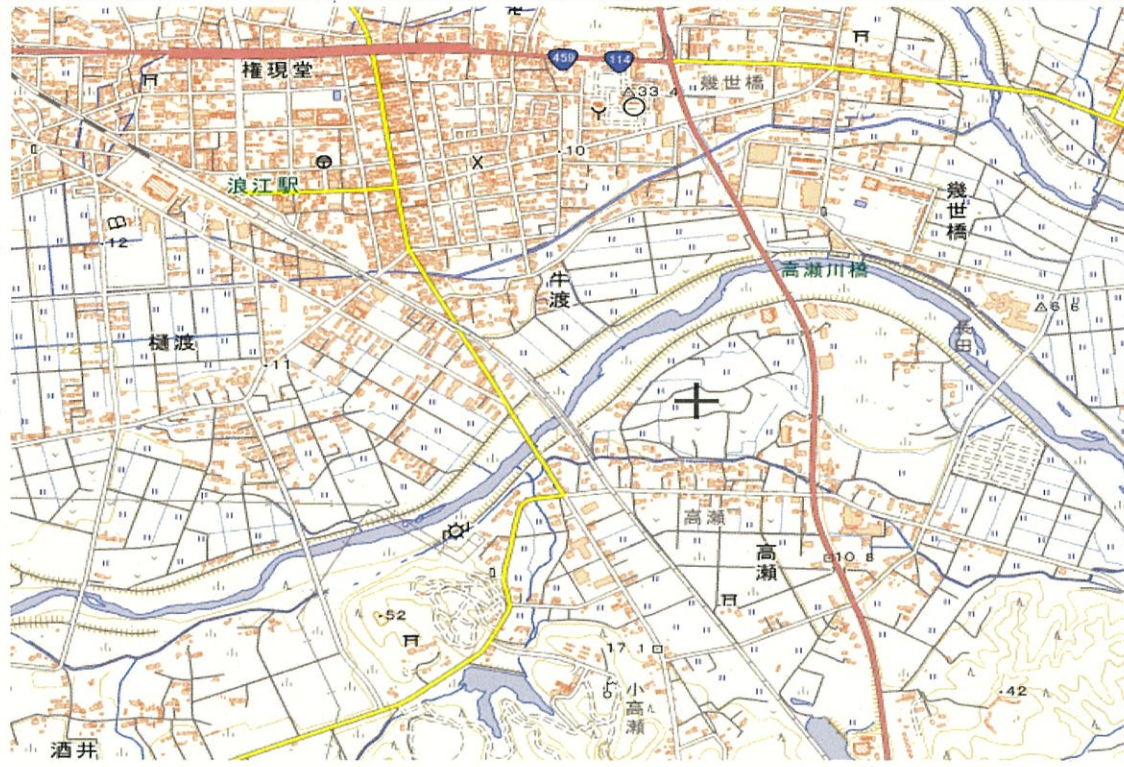 459
114
権現堂
幾世橋
33.4
10
浪江駅
12
幾世橋
牛渡
高瀬川橋
6.6
長田
樋渡
11
高瀬
高瀬
10.8
52
17.1
小高瀬
42
酒井